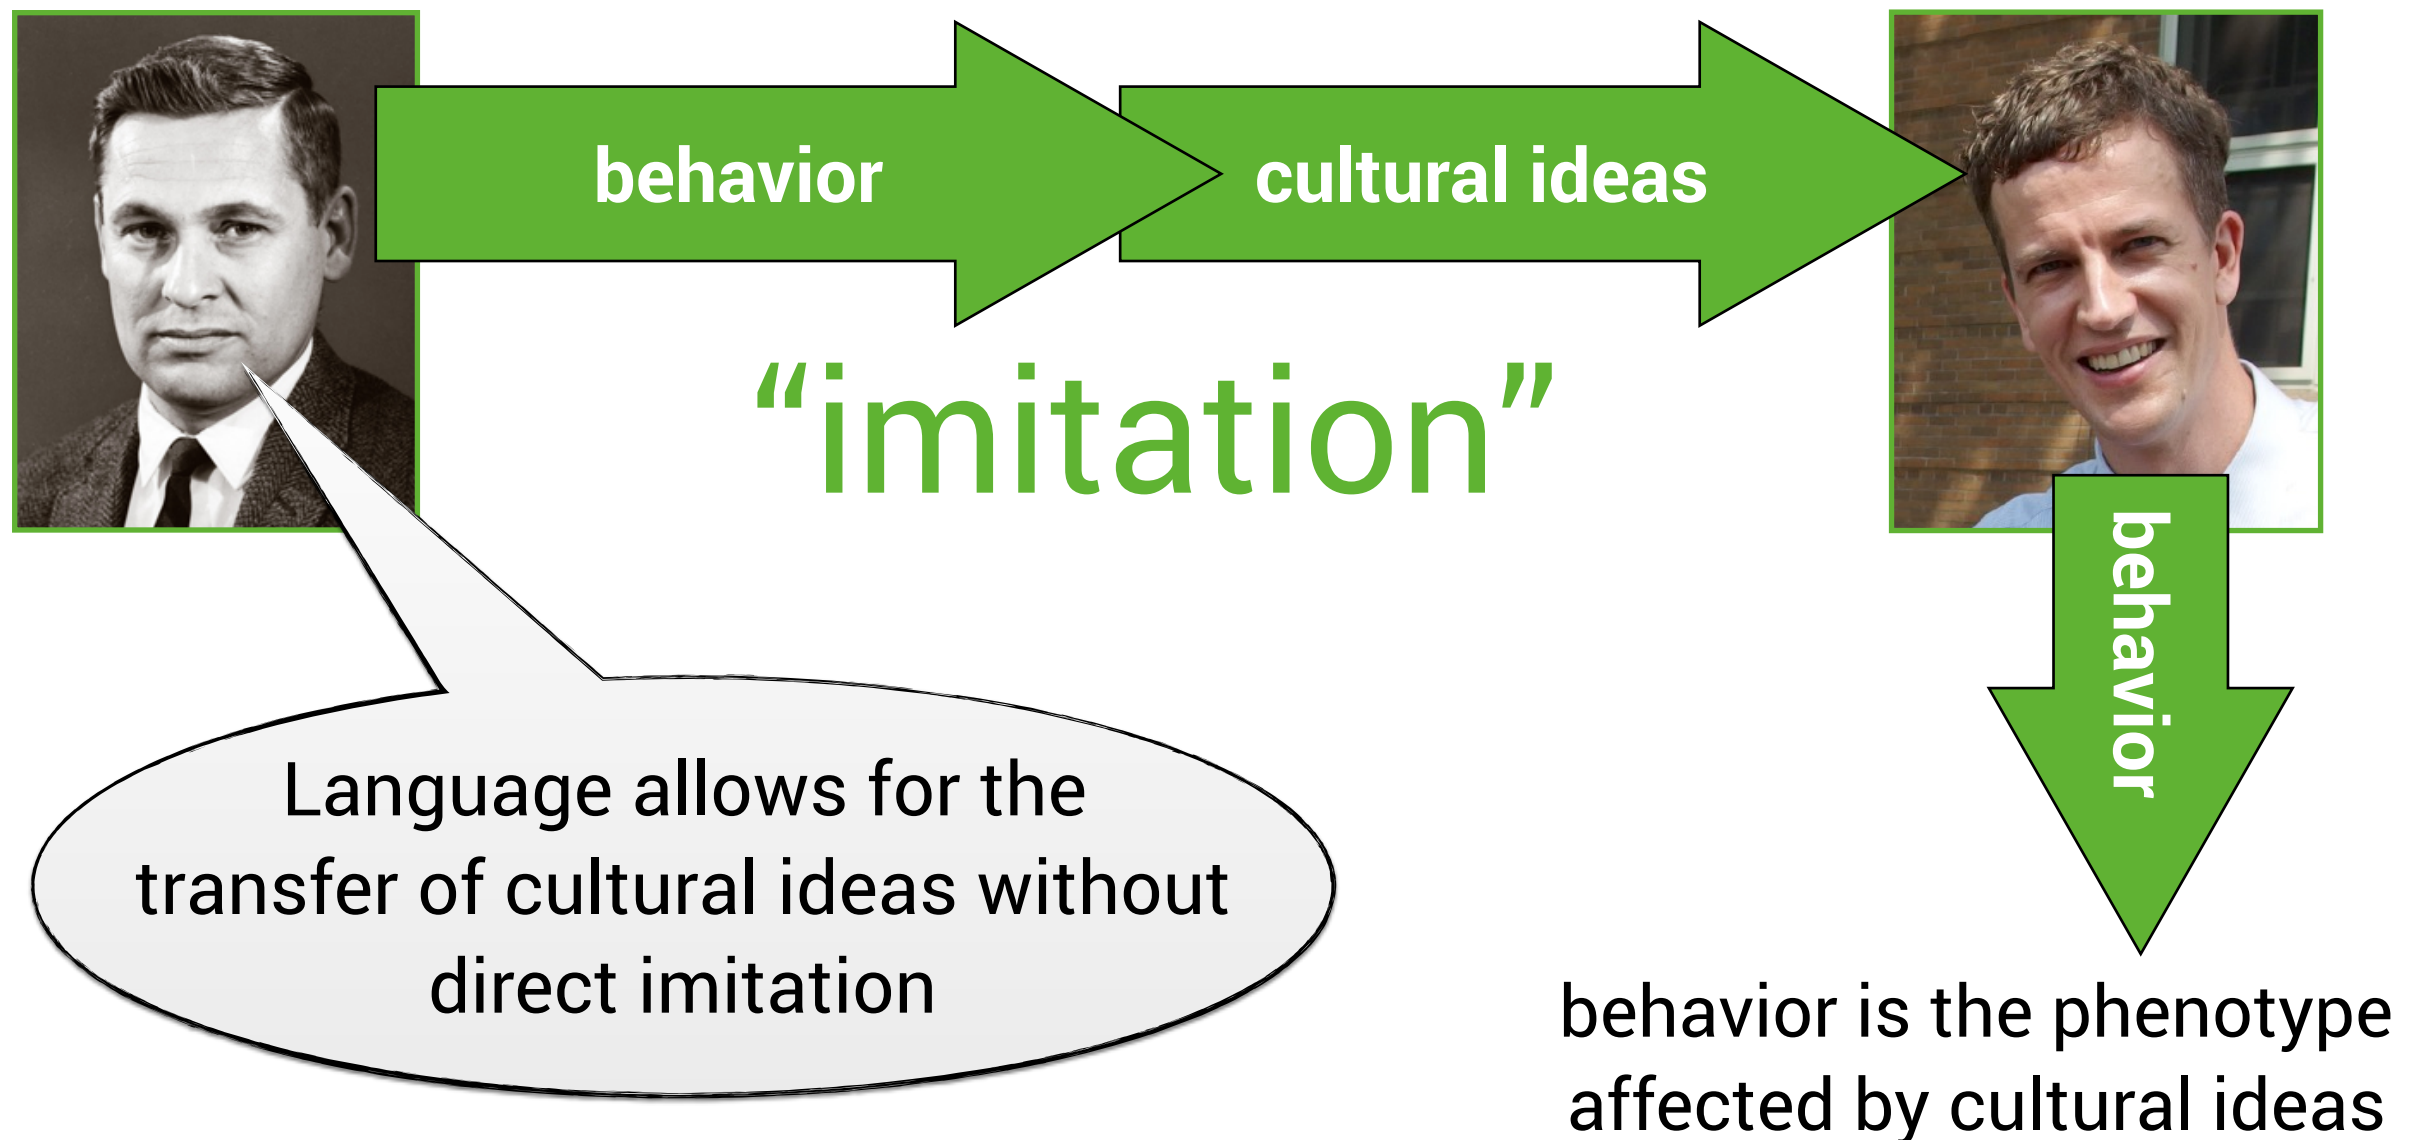 behavior
cultural ideas
“imitation”
behavior
Language allows for the
transfer of cultural ideas without
direct imitation
behavior is the phenotype
affected by cultural ideas